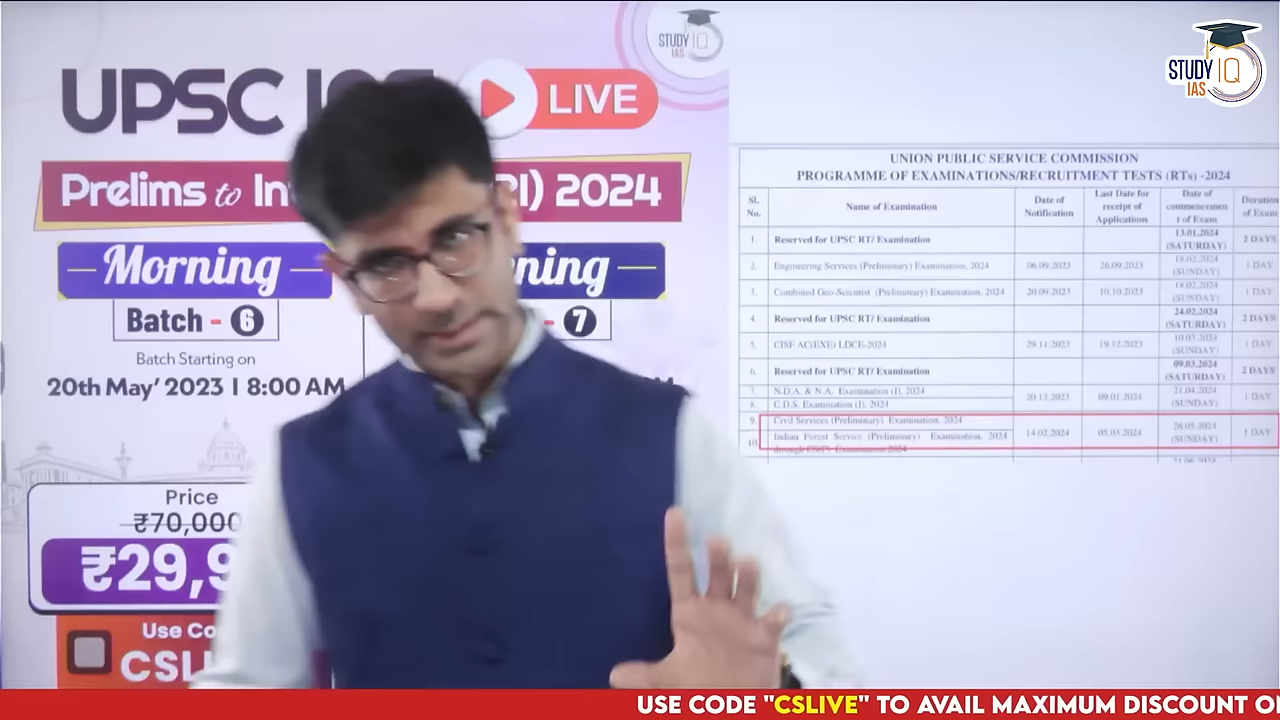 STUDY IQ
IAS
STUDY IQ
IAS
UPSC
LIVE
Prelims to
2024
Morning
Batch - 6
- 7
Batch Starting on
20th May' 2023 | 8:00 AM
Price
₹70,000
₹29,9
Use
UNION PUBLIC SERVICE COMMISSION
PROGRAMME OF EXAMINATIONS/RECRUITMENT TESTS (RTs) -2024
Sl. No. Name of Examination Date of Notification Last Date for receipt of Applications Date of commencemen t of Exam Duration of Exam
1. Reserved for UPSC RT/ Examination 13.01.2024 (SATURDAY) 2 DAYS
2. Engineering Services (Preliminary) Examination, 2024 06.09.2023 26.09.2023 18.02.2024 (SUNDAY) 1 DAY
3. Combined Geo-Scientist (Preliminary) Examination, 2024 20.09.2023 10.10.2023 18.02.2024 (SUNDAY) 1 DAY
4. Reserved for UPSC RT/ Examination 24.02.2024 (SATURDAY) 2 DAYS
5. CISF AC(EXE) LDCE-2024 29.11.2023 19.12.2023 10.03.2024 (SUNDAY) 1 DAY
6. Reserved for UPSC RT/ Examination 09.03.2024 (SATURDAY) 2 DAYS
7. N.D.A. & N.A. Examination (I), 2024 20.12.2023 09.01.2024 21.04.2024 (SUNDAY) 1 DAY
8. C.D.S. Examination (I), 2024
9. Civil Services (Preliminary) Examination, 2024 14.02.2024 05.03.2024 26.05.2024 (SUNDAY) 1 DAY
10. Indian Forest Service (Preliminary) Examination, 2024
through CS(P) Examination 2024
USE CODE "CSLIVE" TO AVAIL MAXIMUM DISCOUNT